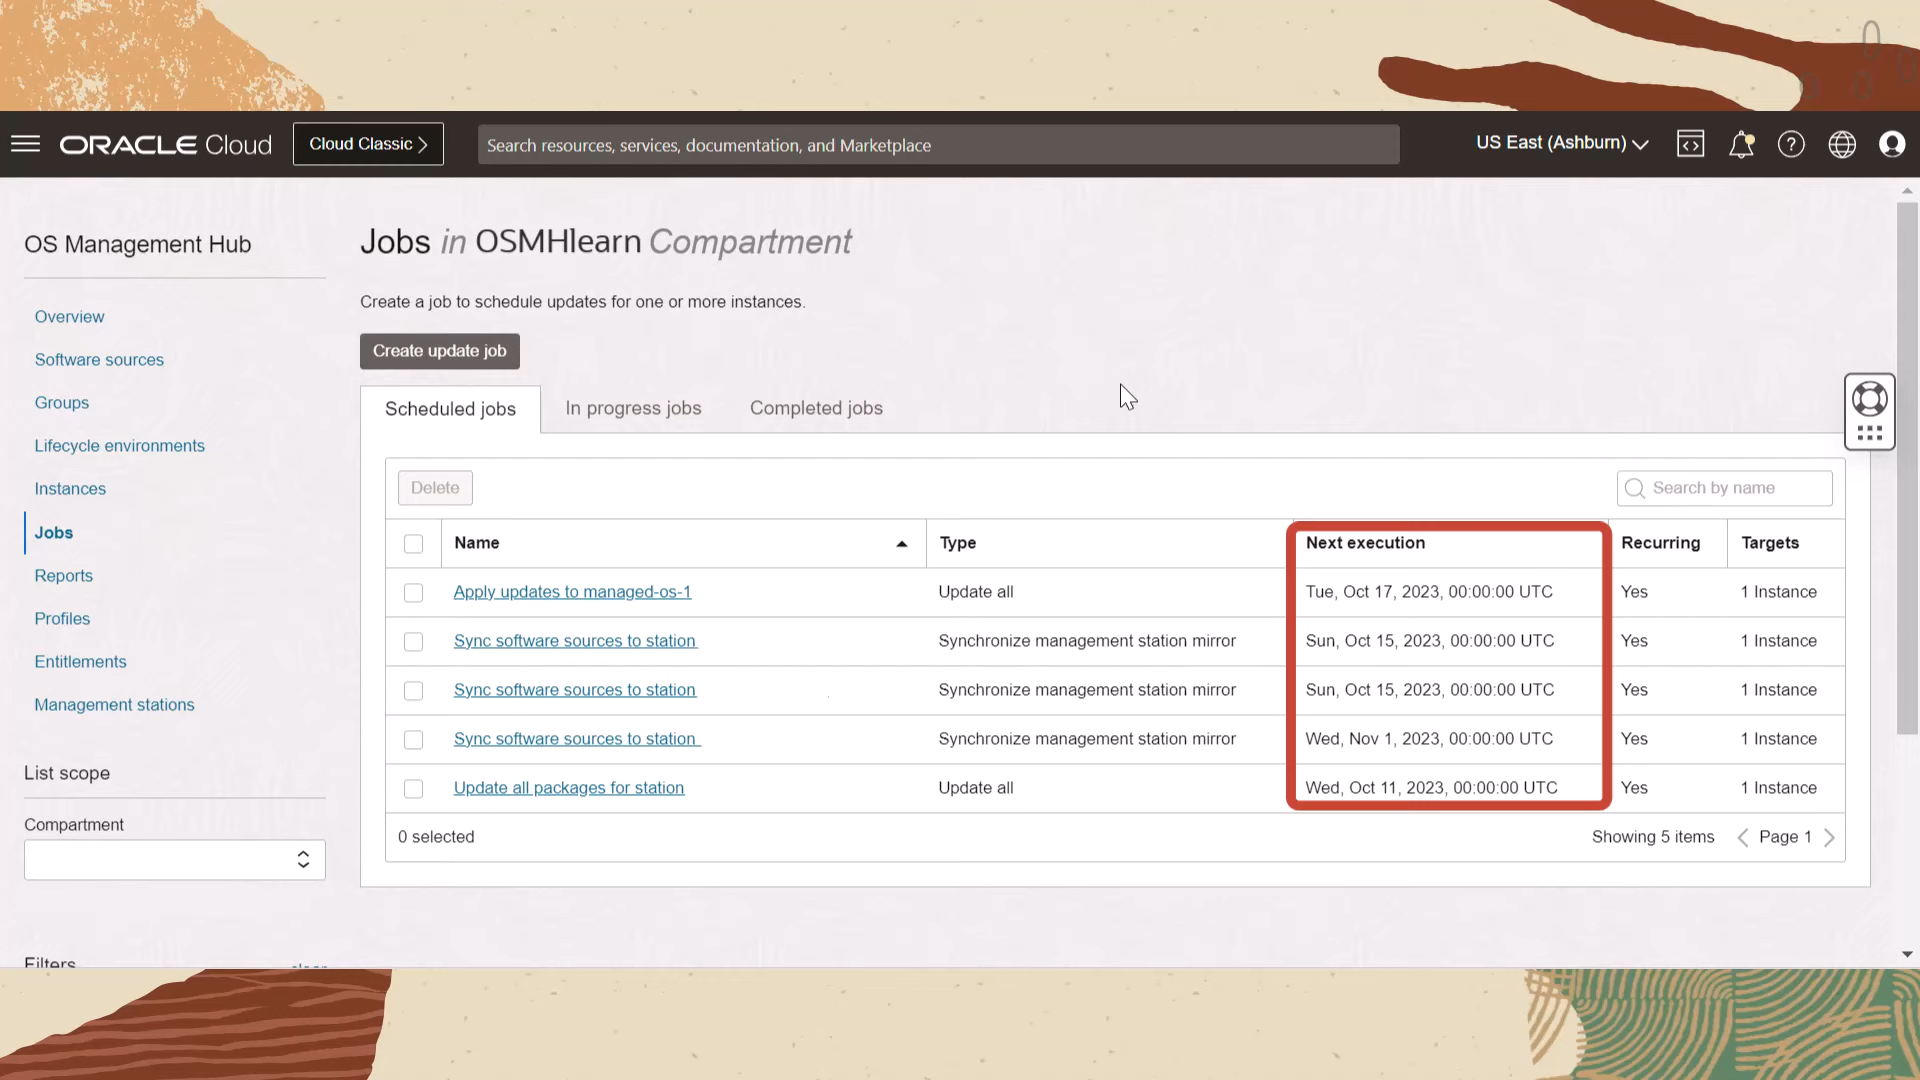 ORACLE Cloud
Cloud Classic
Search resources, services, documentation, and Marketplace
US East (Ashburn)
OS Management Hub
Overview
Software sources
Groups
Lifecycle environments
Instances
Jobs
Reports
Profiles
Entitlements
Management stations
List scope
Compartment
Filters
Jobs in OSMHlearn Compartment
Create a job to schedule updates for one or more instances.
Create update job
Scheduled jobs In progress jobs Completed jobs
Delete Search by name
Name Type Next execution Recurring Targets
Apply updates to managed-os-1 Update all Tue, Oct 17, 2023, 00:00:00 UTC Yes 1 Instance
Sync software sources to station Synchronize management station mirror Sun, Oct 15, 2023, 00:00:00 UTC Yes 1 Instance
Sync software sources to station Synchronize management station mirror Sun, Oct 15, 2023, 00:00:00 UTC Yes 1 Instance
Sync software sources to station Synchronize management station mirror Wed, Nov 1, 2023, 00:00:00 UTC Yes 1 Instance
Update all packages for station Update all Wed, Oct 11, 2023, 00:00:00 UTC Yes 1 Instance
0 selected Showing 5 items Page 1